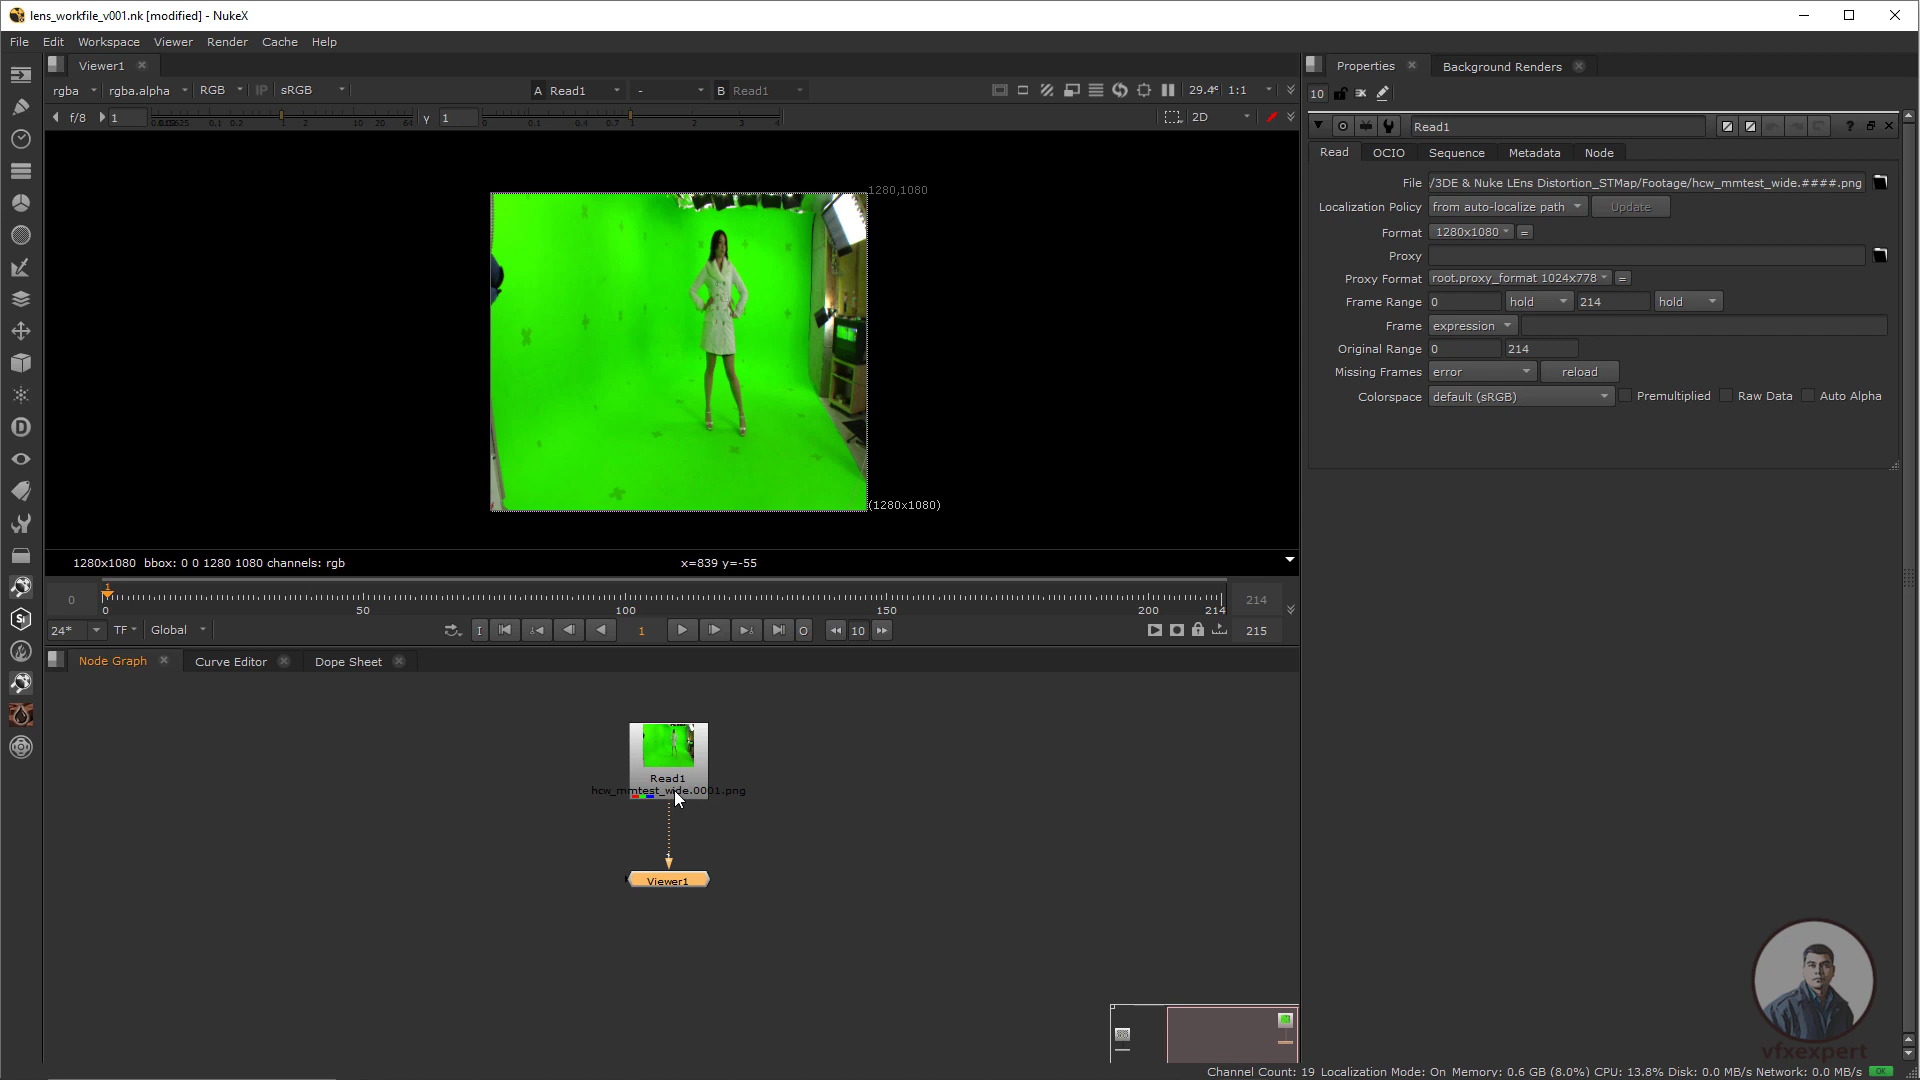 lens_workfile_v001.nk [modified] - NukeX
File Edit Workspace Viewer Render Cache Help
Viewer1
rgba rgba.alpha RGB IP sRGB A Read1 - B Read1 1:1
f/8 1 Y 1 2D
1280,1080
(1280x1080)
1280x1080 bbox: 0 0 1280 1080 channels: rgb x=839 y=-55
1
0 0 50 100 150 200 214 214
24* TF Global I 1 O 10 215
Node Graph Curve Editor Dope Sheet
Read1
hcw_mmtest_wide.0001.png
Viewer1
Properties Background Renders
10
Read1 ?
Read OCIO Sequence Metadata Node
File /3DE & Nuke LEns Distortion_STMap/Footage/hcw_mmtest_wide.####.png
Localization Policy from auto-localize path Update
Format 1280x1080 =
Proxy
Proxy Format root.proxy_format 1024x778 =
Frame Range 0 hold 214 hold
Frame expression
Original Range 0 214
Missing Frames error reload
Colorspace default (sRGB) Premultiplied Raw Data Auto Alpha
vfxexpert
Channel Count: 19 Localization Mode: On Memory: 0.6 GB (8.0%) CPU: 13.8% Disk: 0.0 MB/s Network: 0.0 MB/s OK